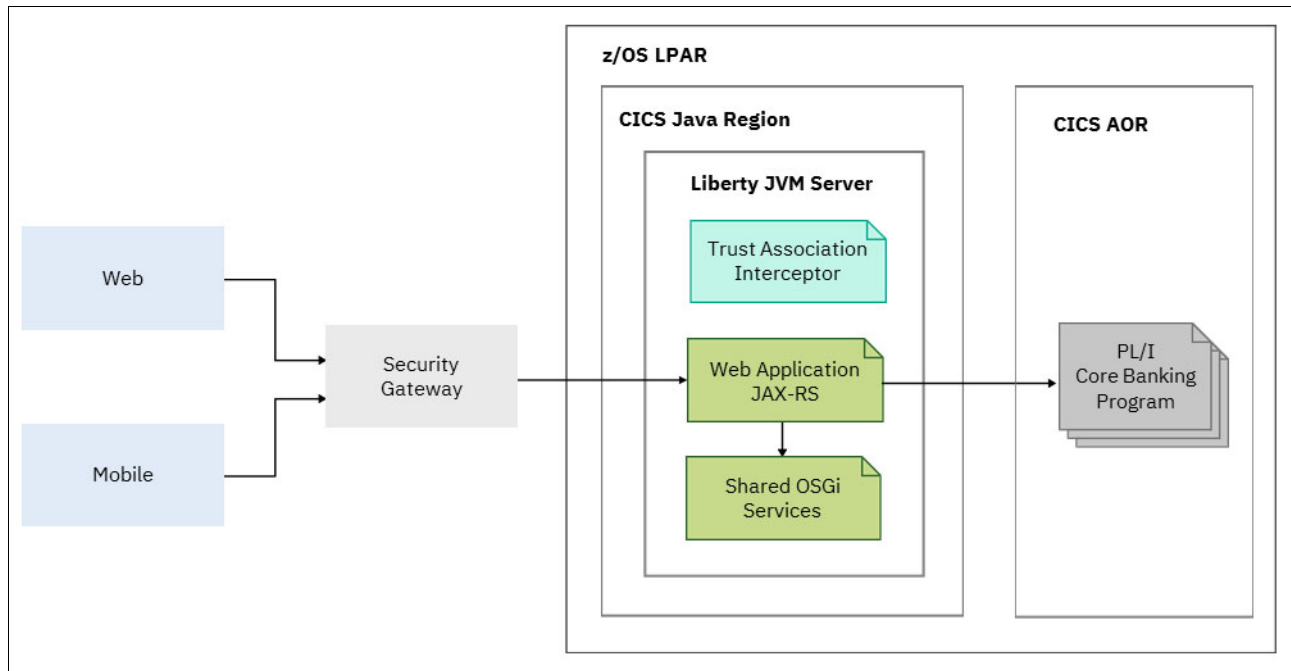 z/OS LPAR
CICS Java Region
CICS AOR
Liberty JVM Server
Trust Association
Interceptor
Web
Mobile
Security
Gateway
Web Application
JAX-RS
Shared OSGi
Services
PL/I
Core Banking
Program